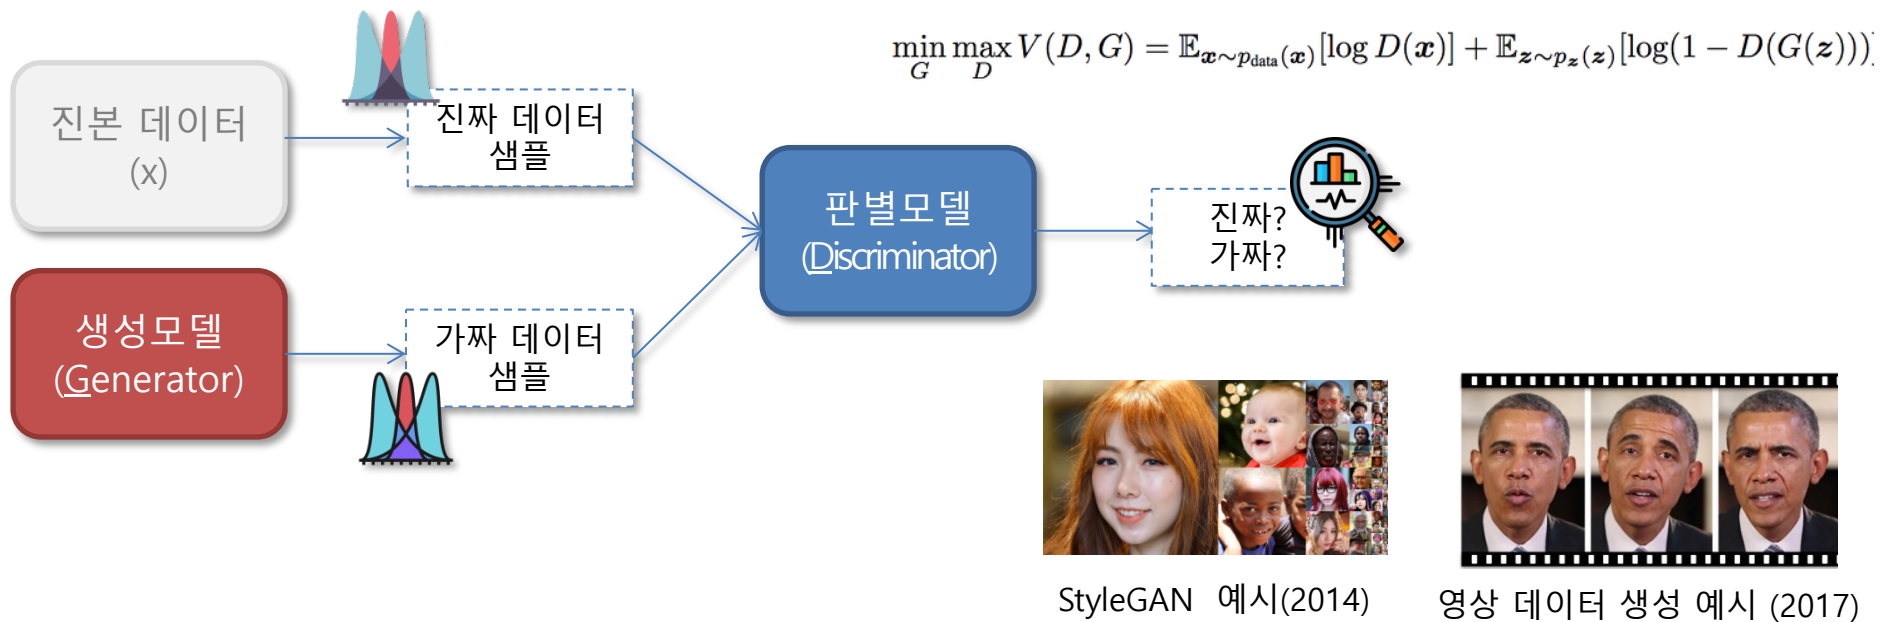 min max V(D, G) = 𝔼x∼pdata(x)[log D(x)] + 𝔼z∼pz(z)[log(1 − D(G(z)))]
G D
진본 데이터
(x)
진짜 데이터
샘플
판별모델
(Discriminator)
진짜?
가짜?
생성모델
(Generator)
가짜 데이터
샘플
StyleGAN 예시(2014)
영상 데이터 생성 예시 (2017)